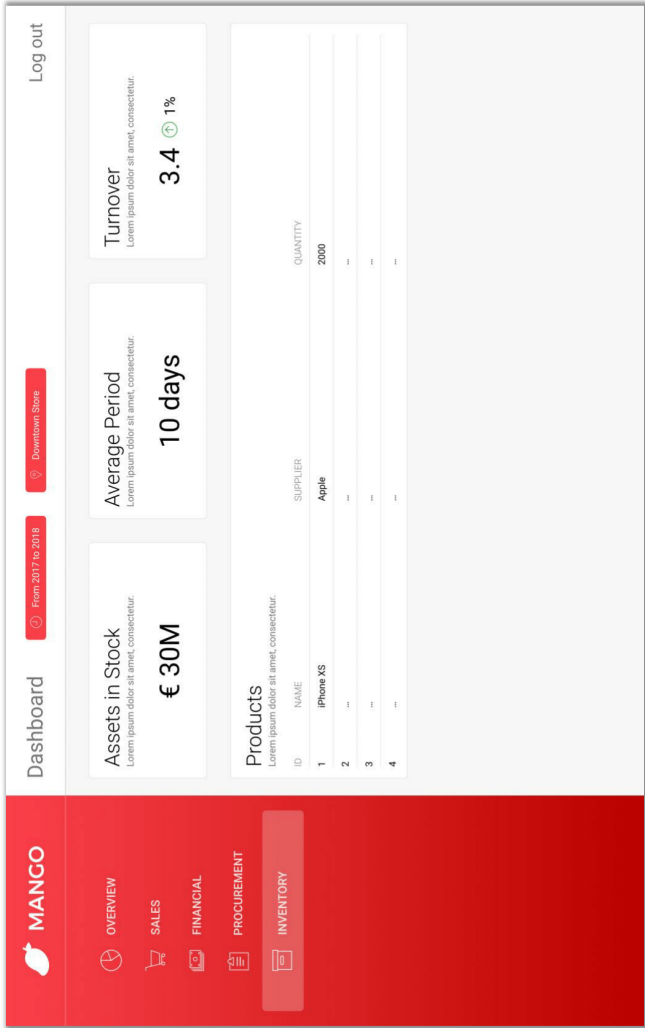 MANGO
OVERVIEW
SALES
FINANCIAL
PROCUREMENT
INVENTORY
Dashboard
From 2017 to 2018
Downtown Store
Log out
Assets in Stock
Lorem ipsum dolor sit amet, consectetur.
€ 30M
Average Period
Lorem ipsum dolor sit amet, consectetur.
10 days
Turnover
Lorem ipsum dolor sit amet, consectetur.
3.4 1%
Products
Lorem ipsum dolor sit amet, consectetur.
ID NAME SUPPLIER QUANTITY
1 iPhone XS Apple 2000
2 ... ... ...
3 ... ... ...
4 ... ... ...